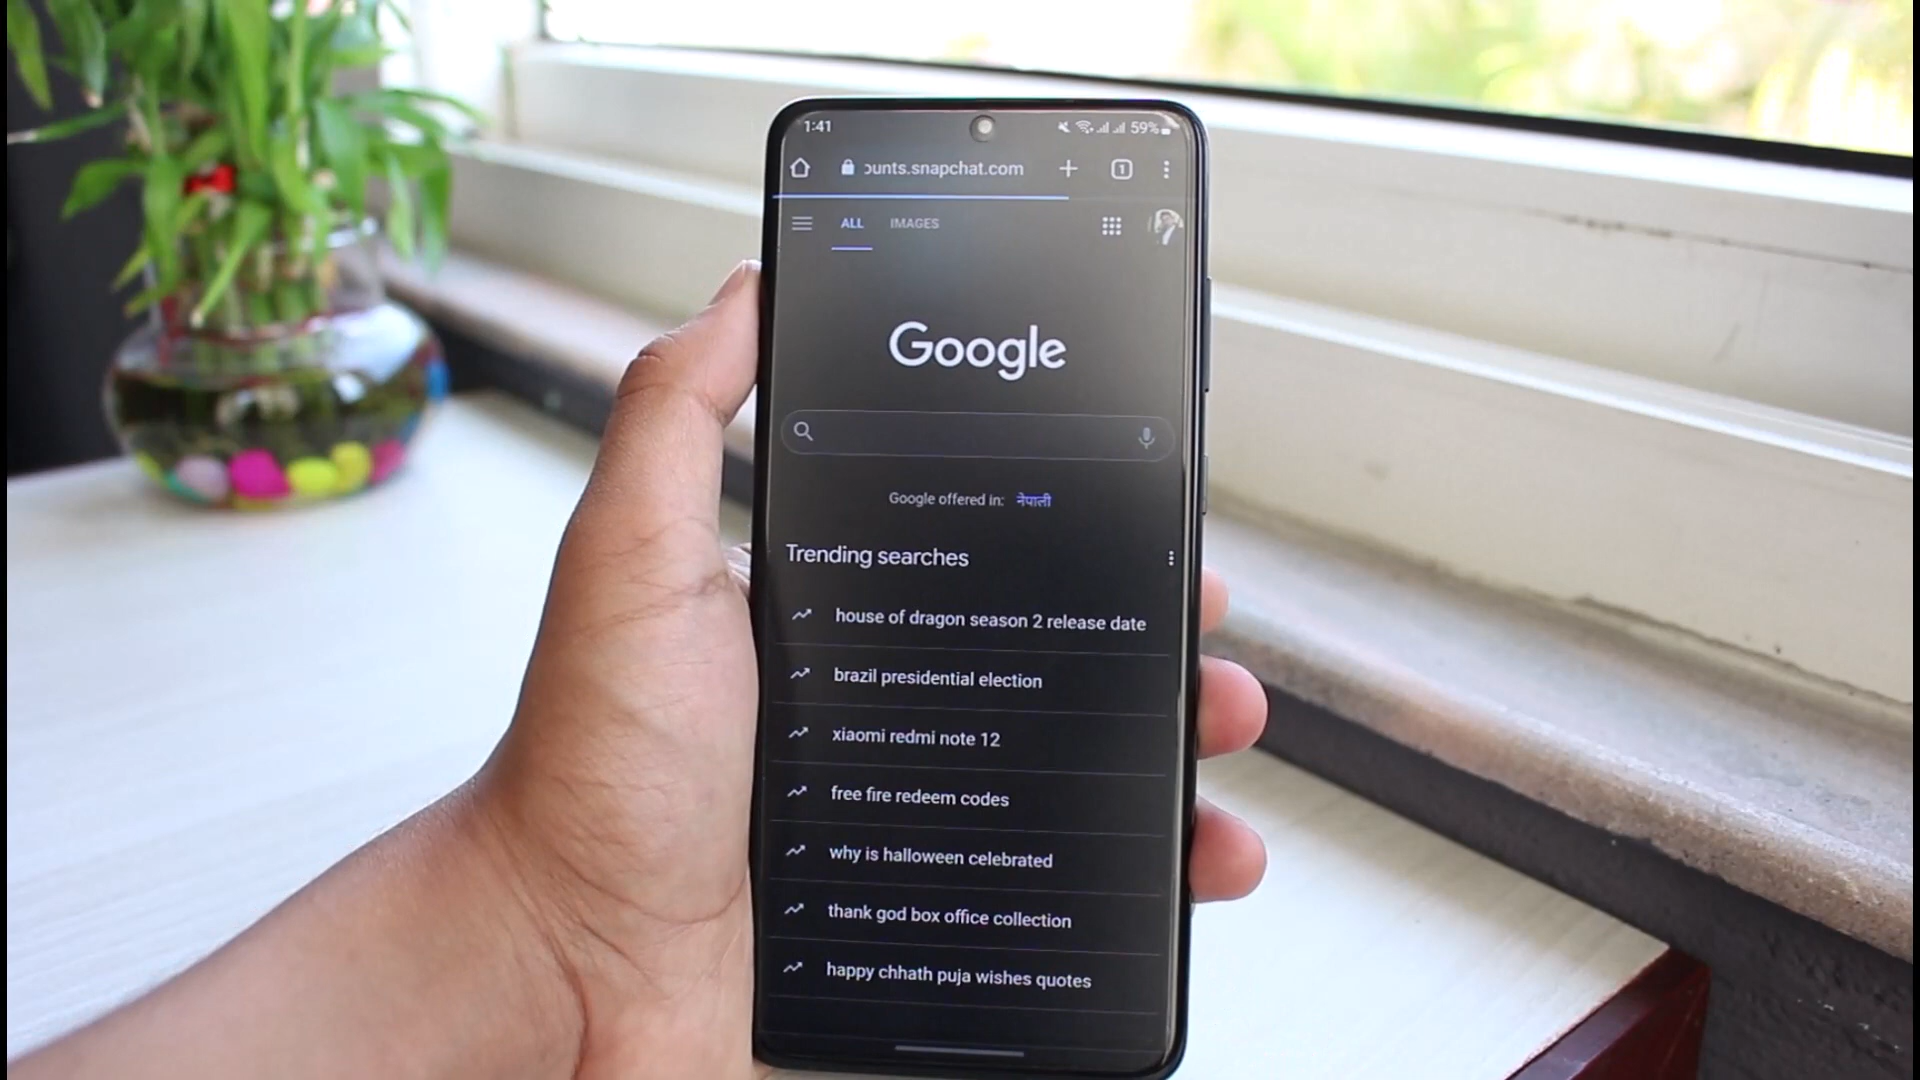 1:41
59%
ounts.snapchat.com
1
ALL IMAGES
Google
Google offered in: नेपाली
Trending searches
house of dragon season 2 release date
brazil presidential election
xiaomi redmi note 12
free fire redeem codes
why is halloween celebrated
thank god box office collection
happy chhath puja wishes quotes